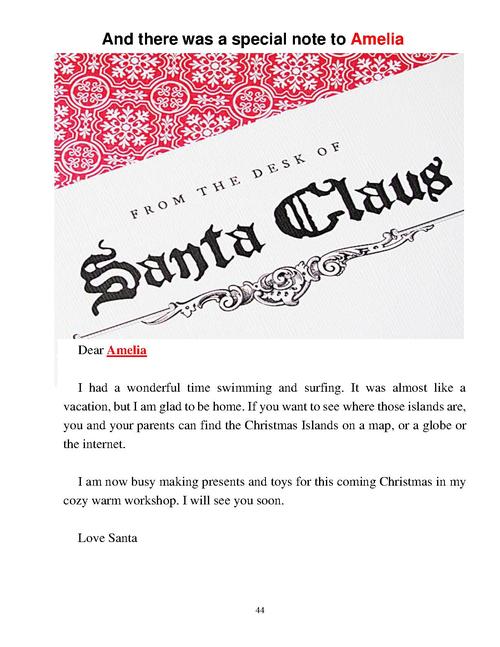 And there was a special note to Amelia
FROM THE DESK OF
Santa Claus
Dear Amelia
I had a wonderful time swimming and surfing. It was almost like a
vacation, but I am glad to be home. If you want to see where those islands are,
you and your parents can find the Christmas Islands on a map, or a globe or
the internet.
I am now busy making presents and toys for this coming Christmas in my
cozy warm workshop. I will see you soon.
Love Santa
44